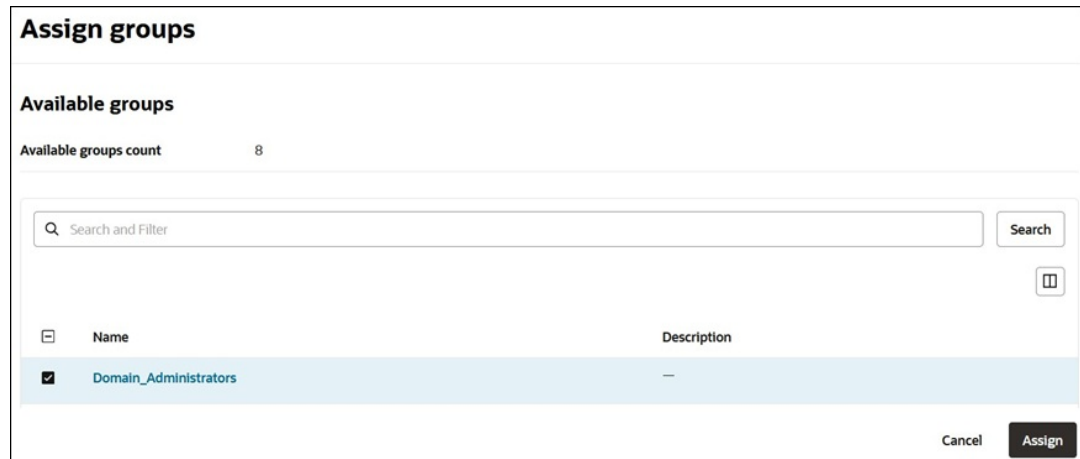 Assign groups
Available groups
Available groups count 8
Search and Filter Search
Name Description
Domain_Administrators —
Cancel Assign